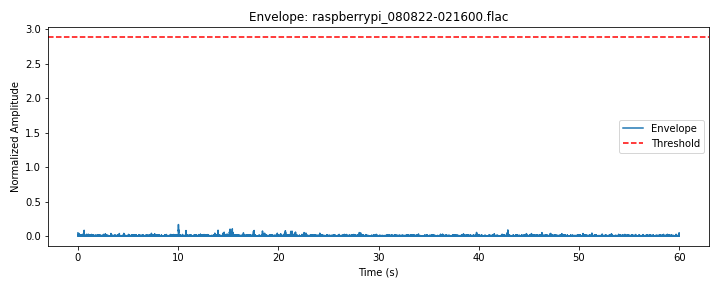 Envelope: raspberrypi_080822-021600.flac
3.0
2.5
2.0
1.5
1.0
0.5
0.0
Normalized Amplitude
Envelope
Threshold
0 10 20 30 40 50 60
Time (s)